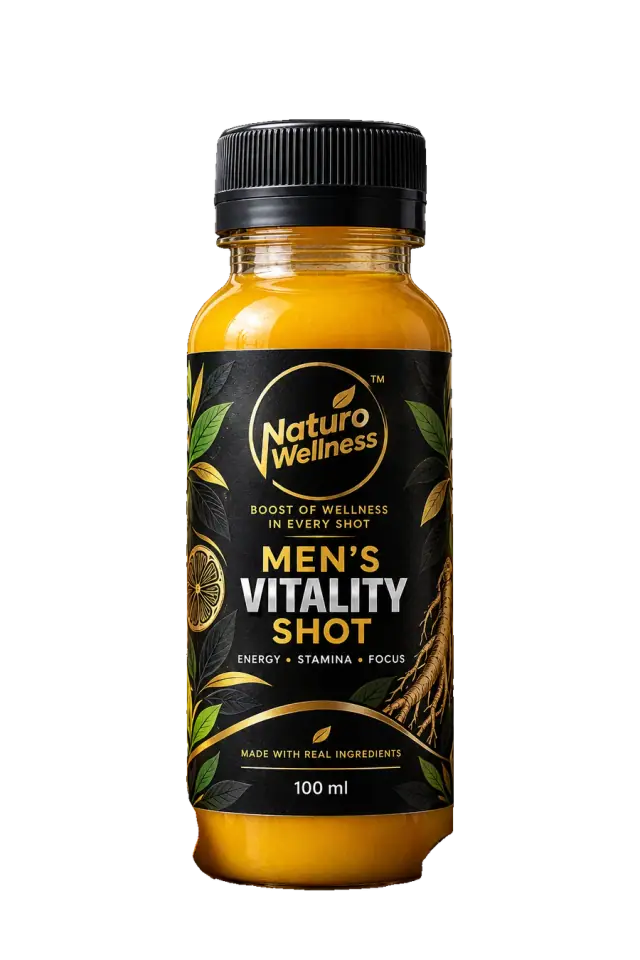 Naturo
Wellness
TM
BOOST OF WELLNESS
IN EVERY SHOT
MEN'S
VITALITY
SHOT
ENERGY • STAMINA • FOCUS
MADE WITH REAL INGREDIENTS
100 ml